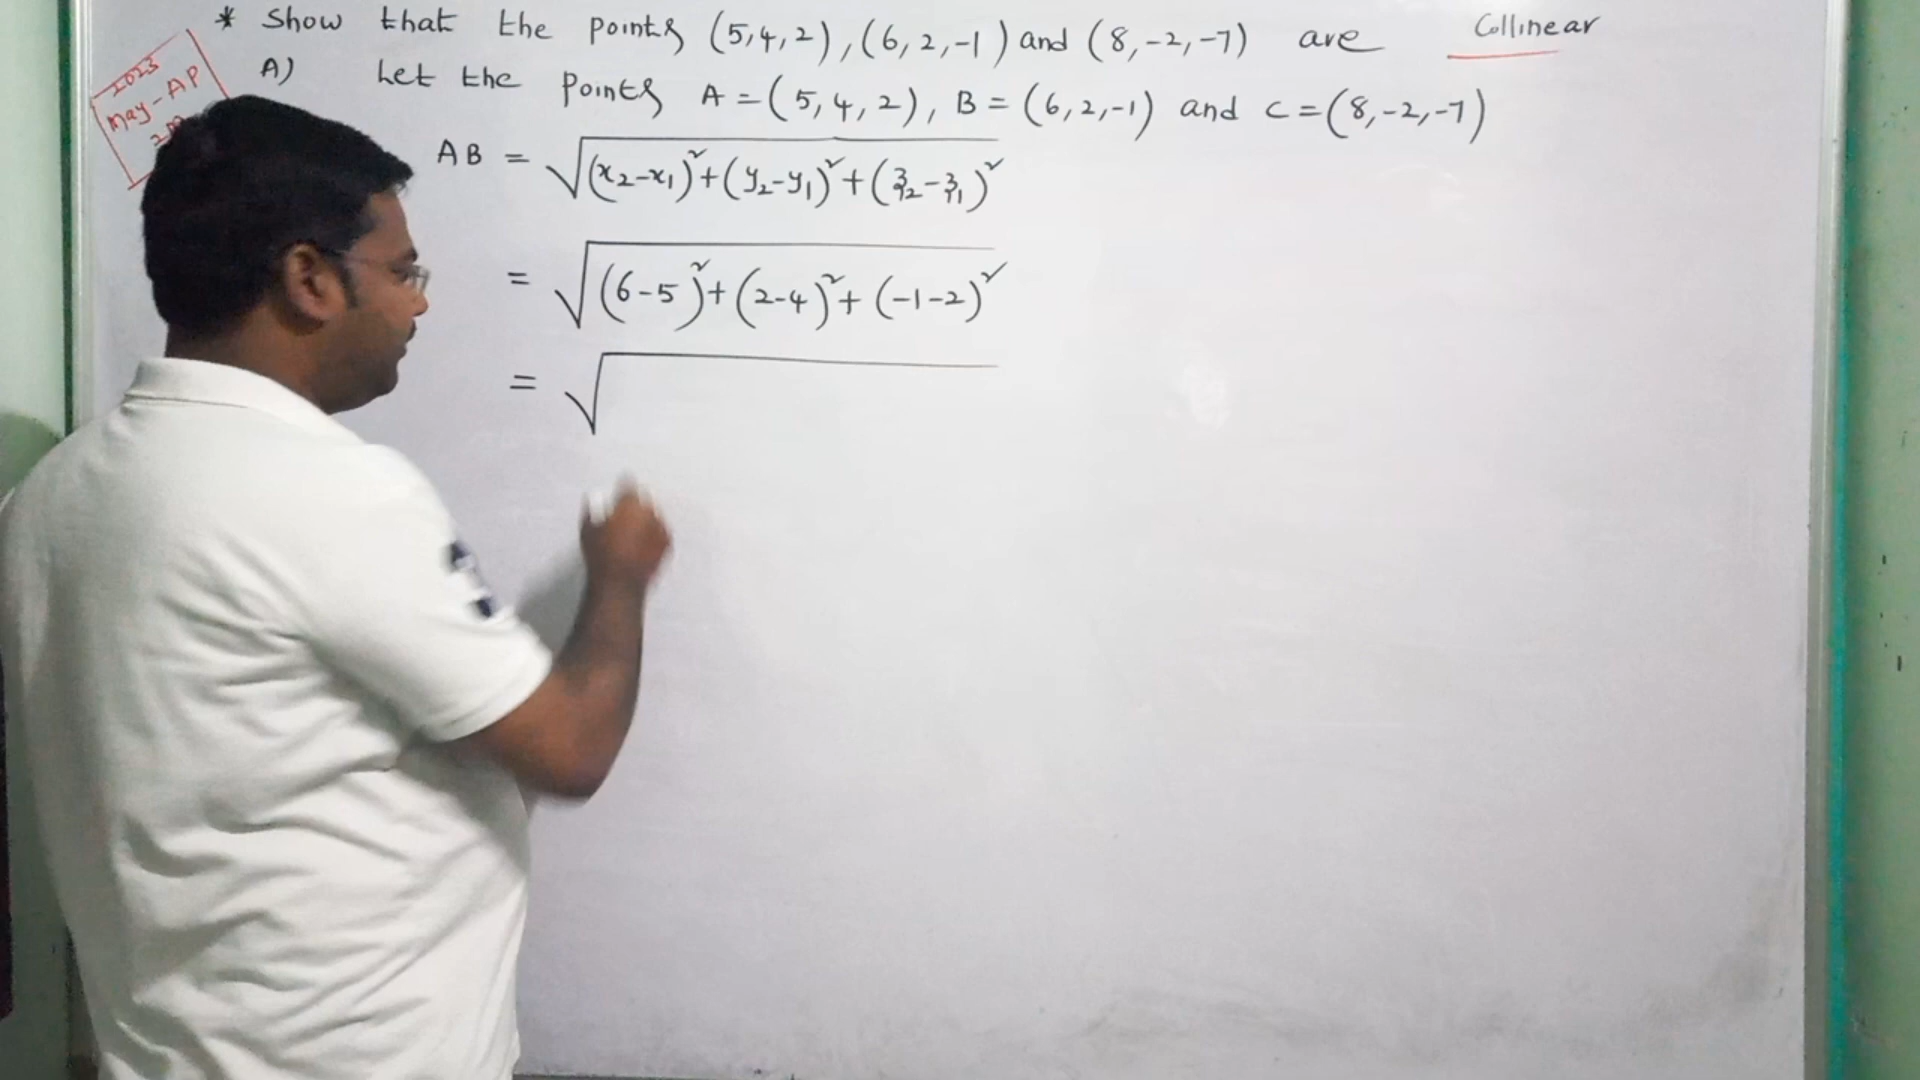 * Show that the points (5,4,2), (6,2,-1) and (8,-2,-7) are Collinear
2023
May-AP
A) Let the points A = (5,4,2), B = (6,2,-1) and C = (8,-2,-7)
AB = √(x₂-x₁)²+(y₂-y₁)²+(z₂-z₁)²
= √(6-5)²+(2-4)²+(-1-2)²
= √